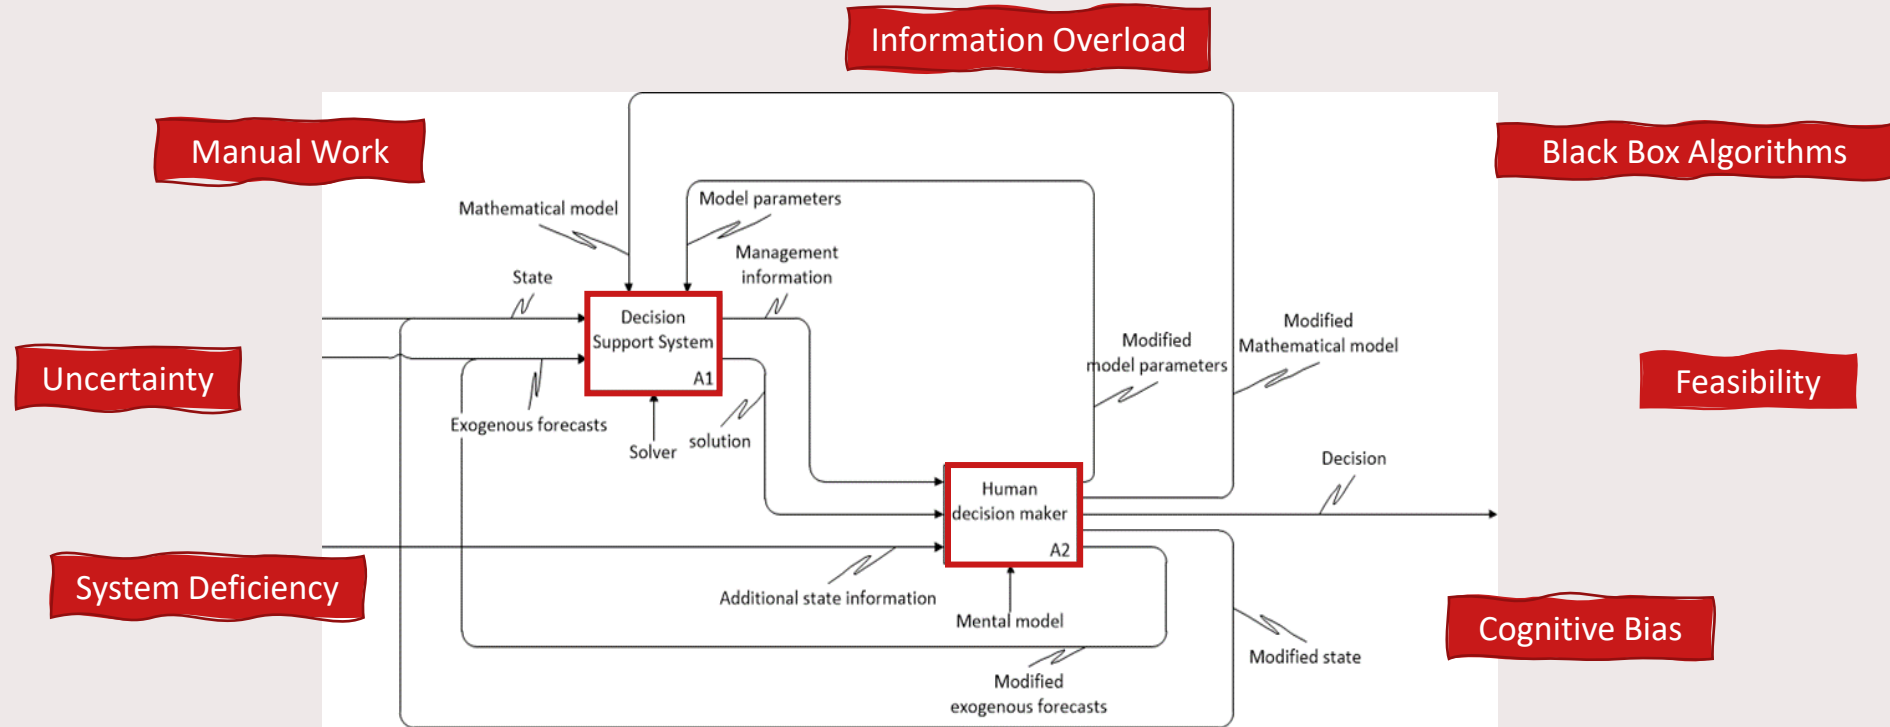 Information Overload
Manual Work
Black Box Algorithms
Mathematical model
Model parameters
Management
information
State
Decision
Support System
A1
Modified
model parameters
Modified
Mathematical model
Uncertainty
Feasibility
Exogenous forecasts
Solver
solution
Decision
Human
decision maker
A2
System Deficiency
Additional state information
Mental model
Cognitive Bias
Modified state
Modified
exogenous forecasts